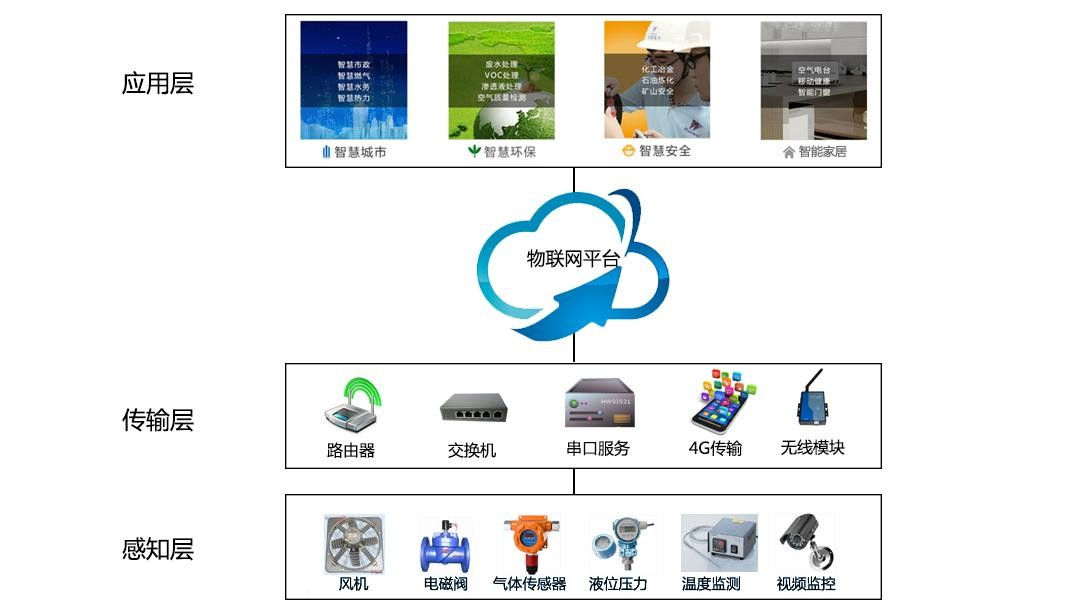 应用层
智慧市政
智慧燃气
智慧水务
智慧热力
智慧城市
废水处理
VOC处理
渗透液处理
空气质量检测
智慧环保
化工冶金
石油炼化
矿山安全
智慧安全
空气电台
移动健康
智能门窗
智能家居
物联网平台
传输层
路由器
交换机
HWSIS31
串口服务
4G传输
无线模块
感知层
风机
电磁阀
气体传感器
液位压力
温度监测
视频监控